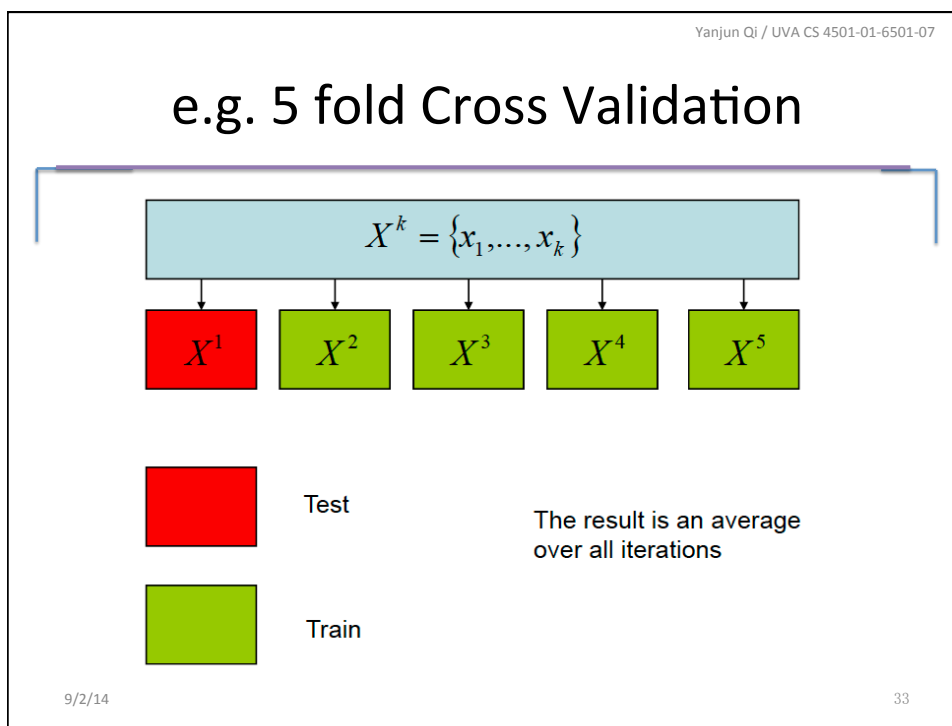 Yanjun Qi / UVA CS 4501-01-6501-07
e.g. 5 fold Cross Validation
X^k = {x_1,...,x_k}
X^1 X^2 X^3 X^4 X^5
Test
The result is an average
over all iterations
Train
9/2/14 33